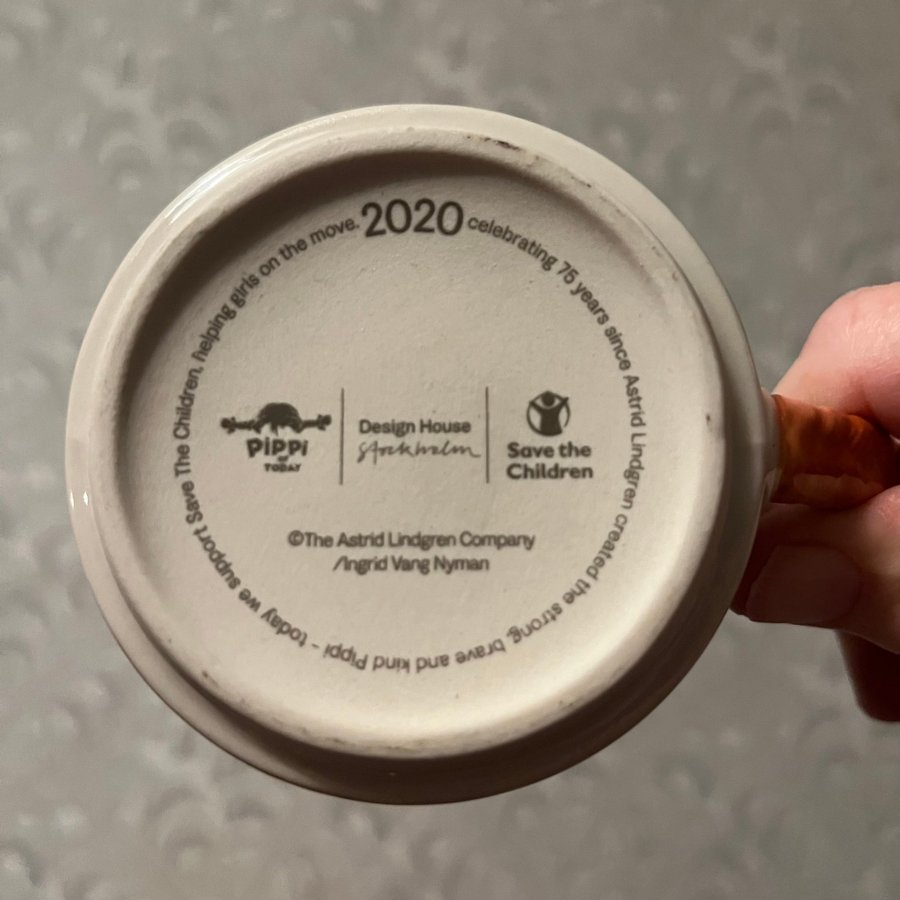 2020 celebrating 75 years since Astrid Lindgren created the strong, brave and kind Pippi - today we support Save The Children, helping girls on the move.
PiPPi
of
TODAY
Design House
Stockholm
Save the
Children
©The Astrid Lindgren Company
/Ingrid Vang Nyman